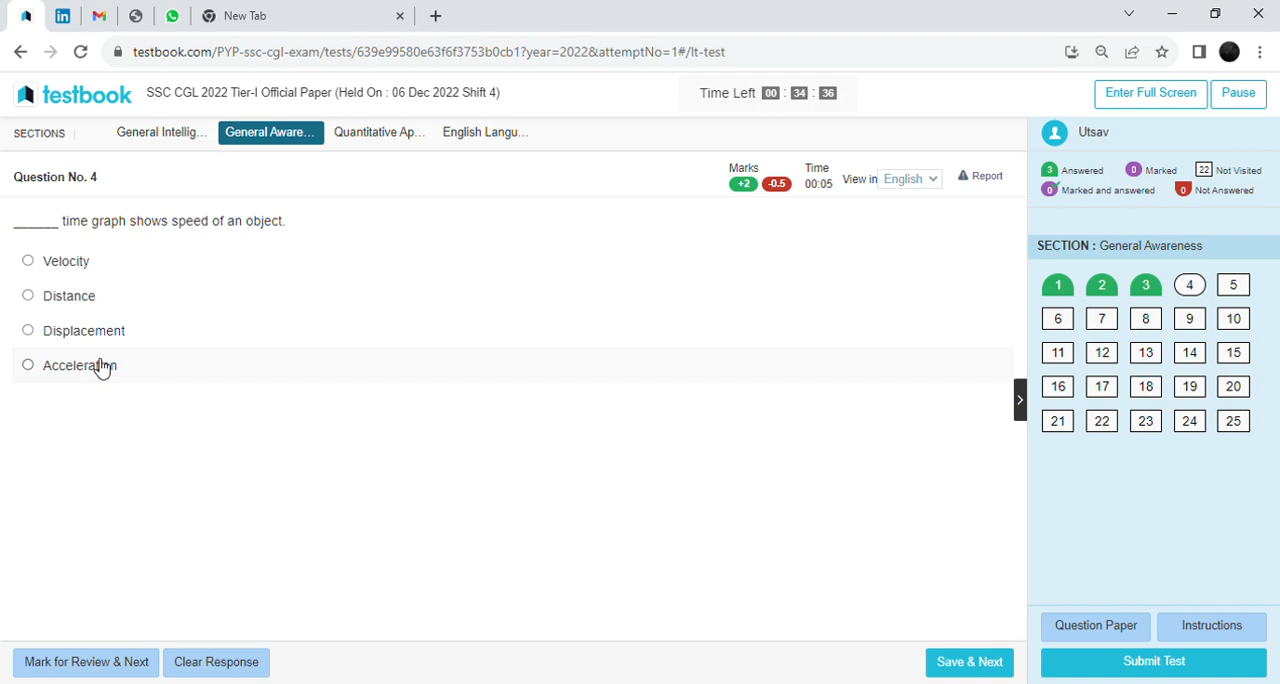 New Tab
testbook.com/PYP-ssc-cgl-exam/tests/639e99580e63f6f3753b0cb1?year=2022&attemptNo=1#/lt-test
testbook SSC CGL 2022 Tier-I Official Paper (Held On : 06 Dec 2022 Shift 4) Time Left 00 : 34 : 36 Enter Full Screen Pause
SECTIONS General Intellig... General Aware... Quantitative Ap... English Langu... Utsav
Question No. 4 Marks +2 -0.5 Time 00:05 View in English Report
3 Answered 0 Marked 22 Not Visited
0 Marked and answered 0 Not Answered
______ time graph shows speed of an object.
Velocity
Distance
Displacement
Acceleration
SECTION : General Awareness
1 2 3 4 5
6 7 8 9 10
11 12 13 14 15
16 17 18 19 20
21 22 23 24 25
Question Paper Instructions
Mark for Review & Next Clear Response Save & Next Submit Test